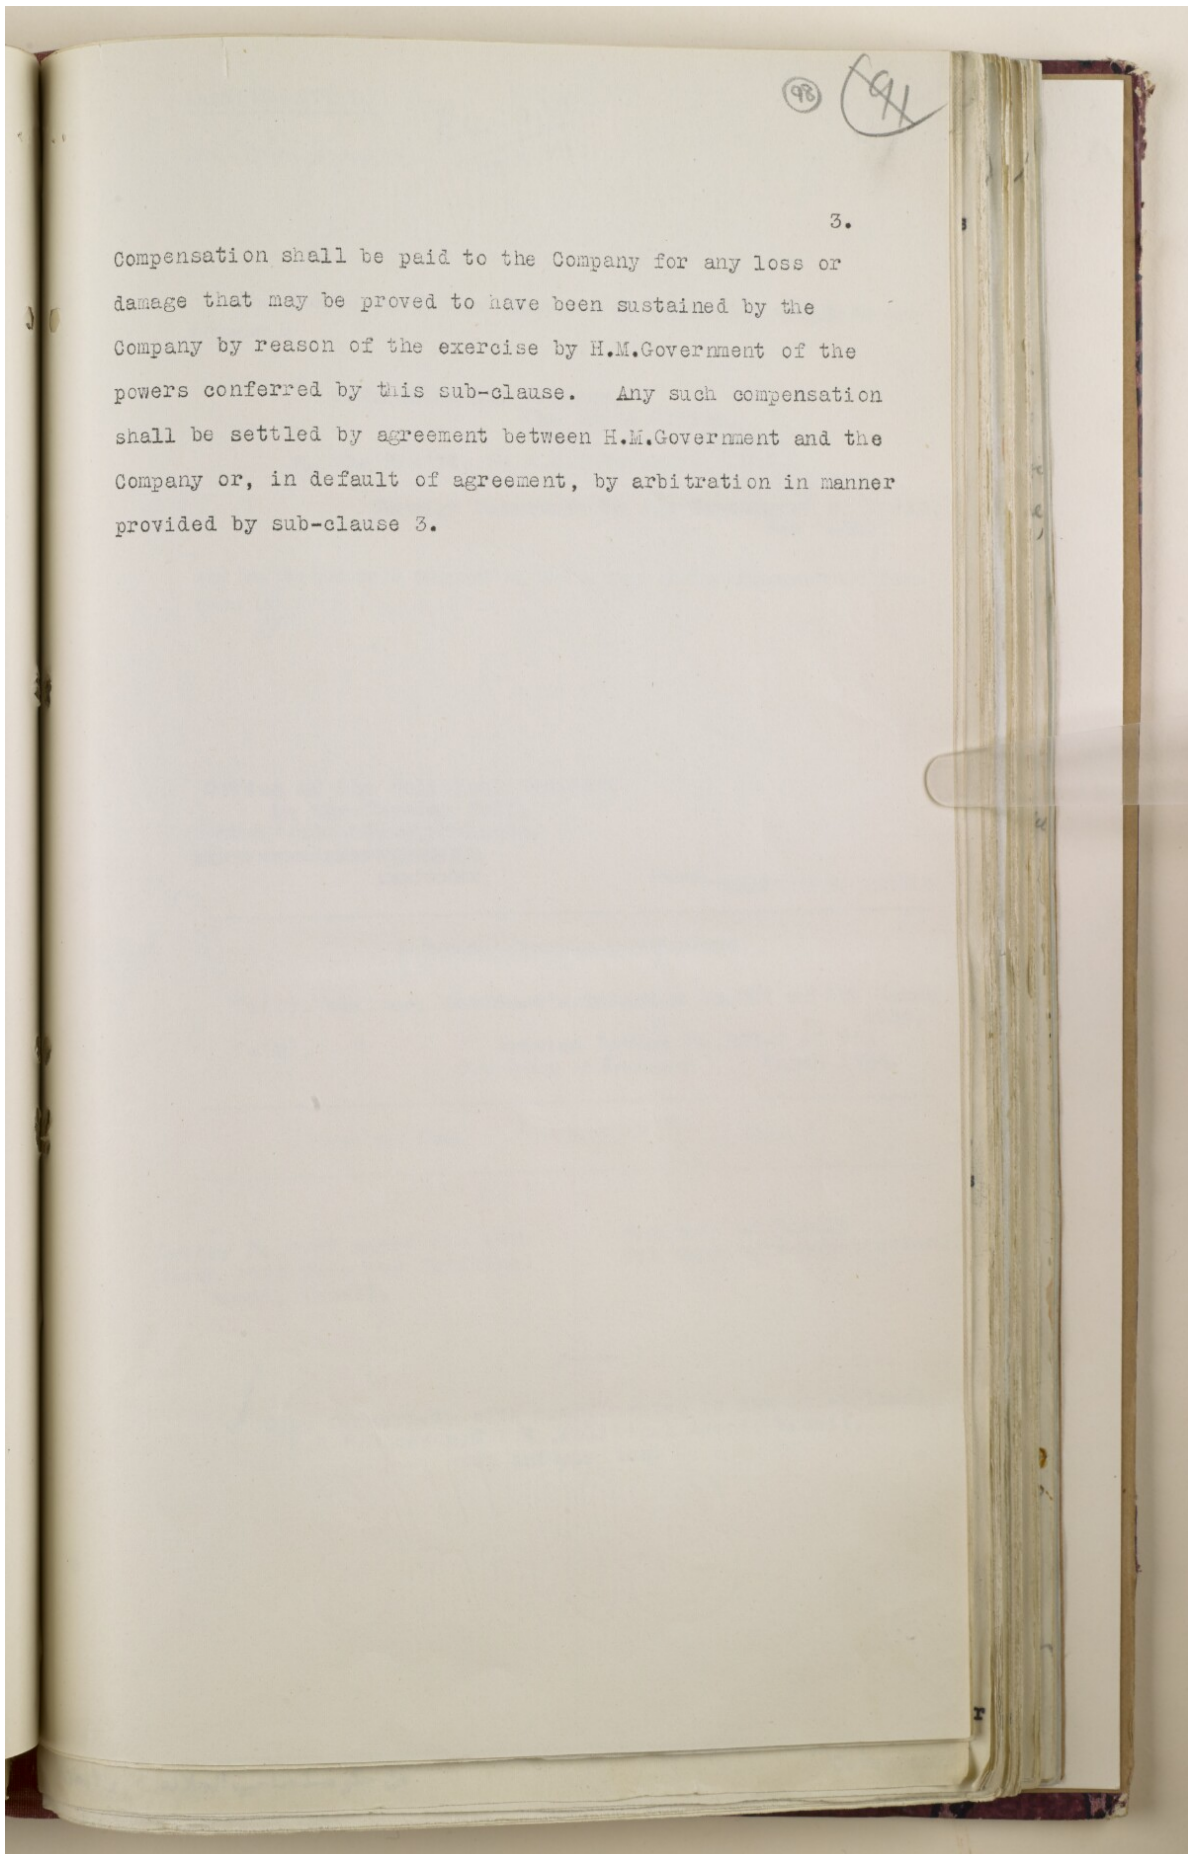 93
91
3.
Compensation shall be paid to the Company for any loss or
damage that may be proved to have been sustained by the
Company by reason of the exercise by H.M.Government of the
powers conferred by this sub-clause. Any such compensation
shall be settled by agreement between H.M.Government and the
Company or, in default of agreement, by arbitration in manner
provided by sub-clause 3.